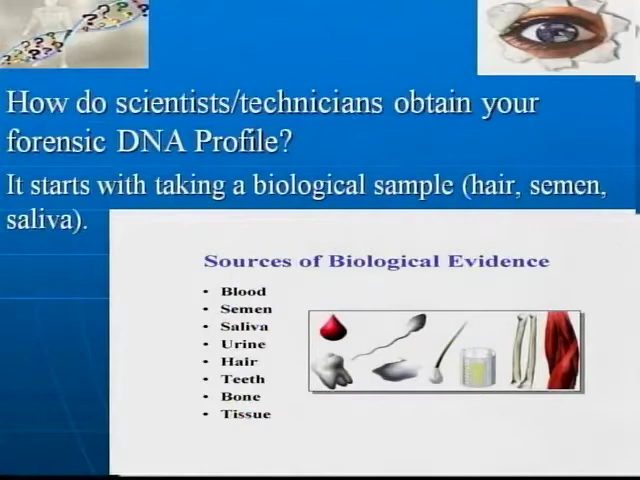 How do scientists/technicians obtain your
forensic DNA Profile?
It starts with taking a biological sample (hair, semen,
saliva).
Sources of Biological Evidence
• Blood
• Semen
• Saliva
• Urine
• Hair
• Teeth
• Bone
• Tissue